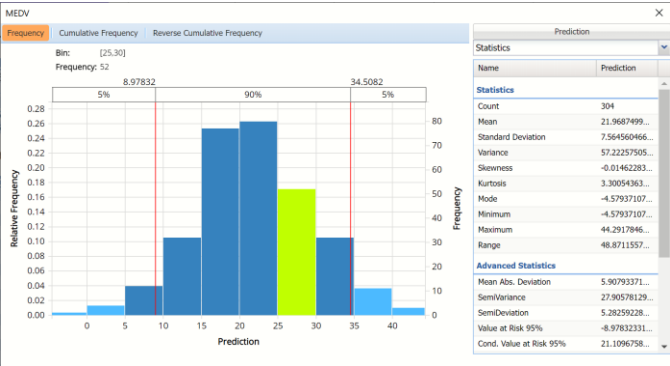 MEDV
Frequency Cumulative Frequency Reverse Cumulative Frequency
Bin: [25,30]
Frequency: 52
8.97832 34.5082
5% 90% 5%
0.28
0.26
0.24
0.22
0.20
0.18
0.16
0.14
0.12
0.10
0.08
0.06
0.04
0.02
0.00
Relative Frequency
80
70
60
50
40
30
20
10
0
Frequency
0 5 10 15 20 25 30 35 40
Prediction
Prediction
Statistics
Name Prediction
Statistics
Count 304
Mean 21.9687499...
Standard Deviation 7.564560466...
Variance 57.22257505...
Skewness -0.01462283...
Kurtosis 3.30054363...
Mode -4.57937107...
Minimum -4.57937107...
Maximum 44.2917846...
Range 48.8711557...
Advanced Statistics
Mean Abs. Deviation 5.90793371...
SemiVariance 27.90578129...
SemiDeviation 5.28259228...
Value at Risk 95% -8.97832331...
Cond. Value at Risk 95% 21.1096758...